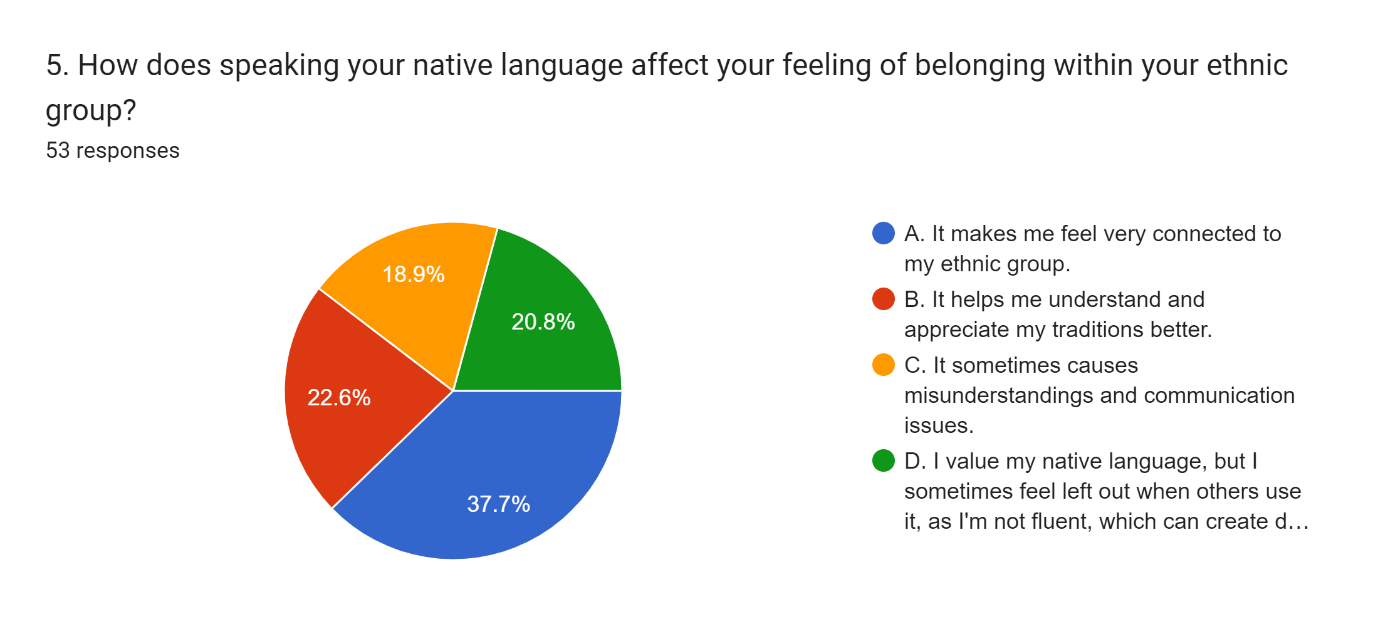 5. How does speaking your native language affect your feeling of belonging within your ethnic
group?
53 responses
18.9%
20.8%
22.6%
37.7%
A. It makes me feel very connected to
my ethnic group.
B. It helps me understand and
appreciate my traditions better.
C. It sometimes causes
misunderstandings and communication
issues.
D. I value my native language, but I
sometimes feel left out when others use
it, as I'm not fluent, which can create d…